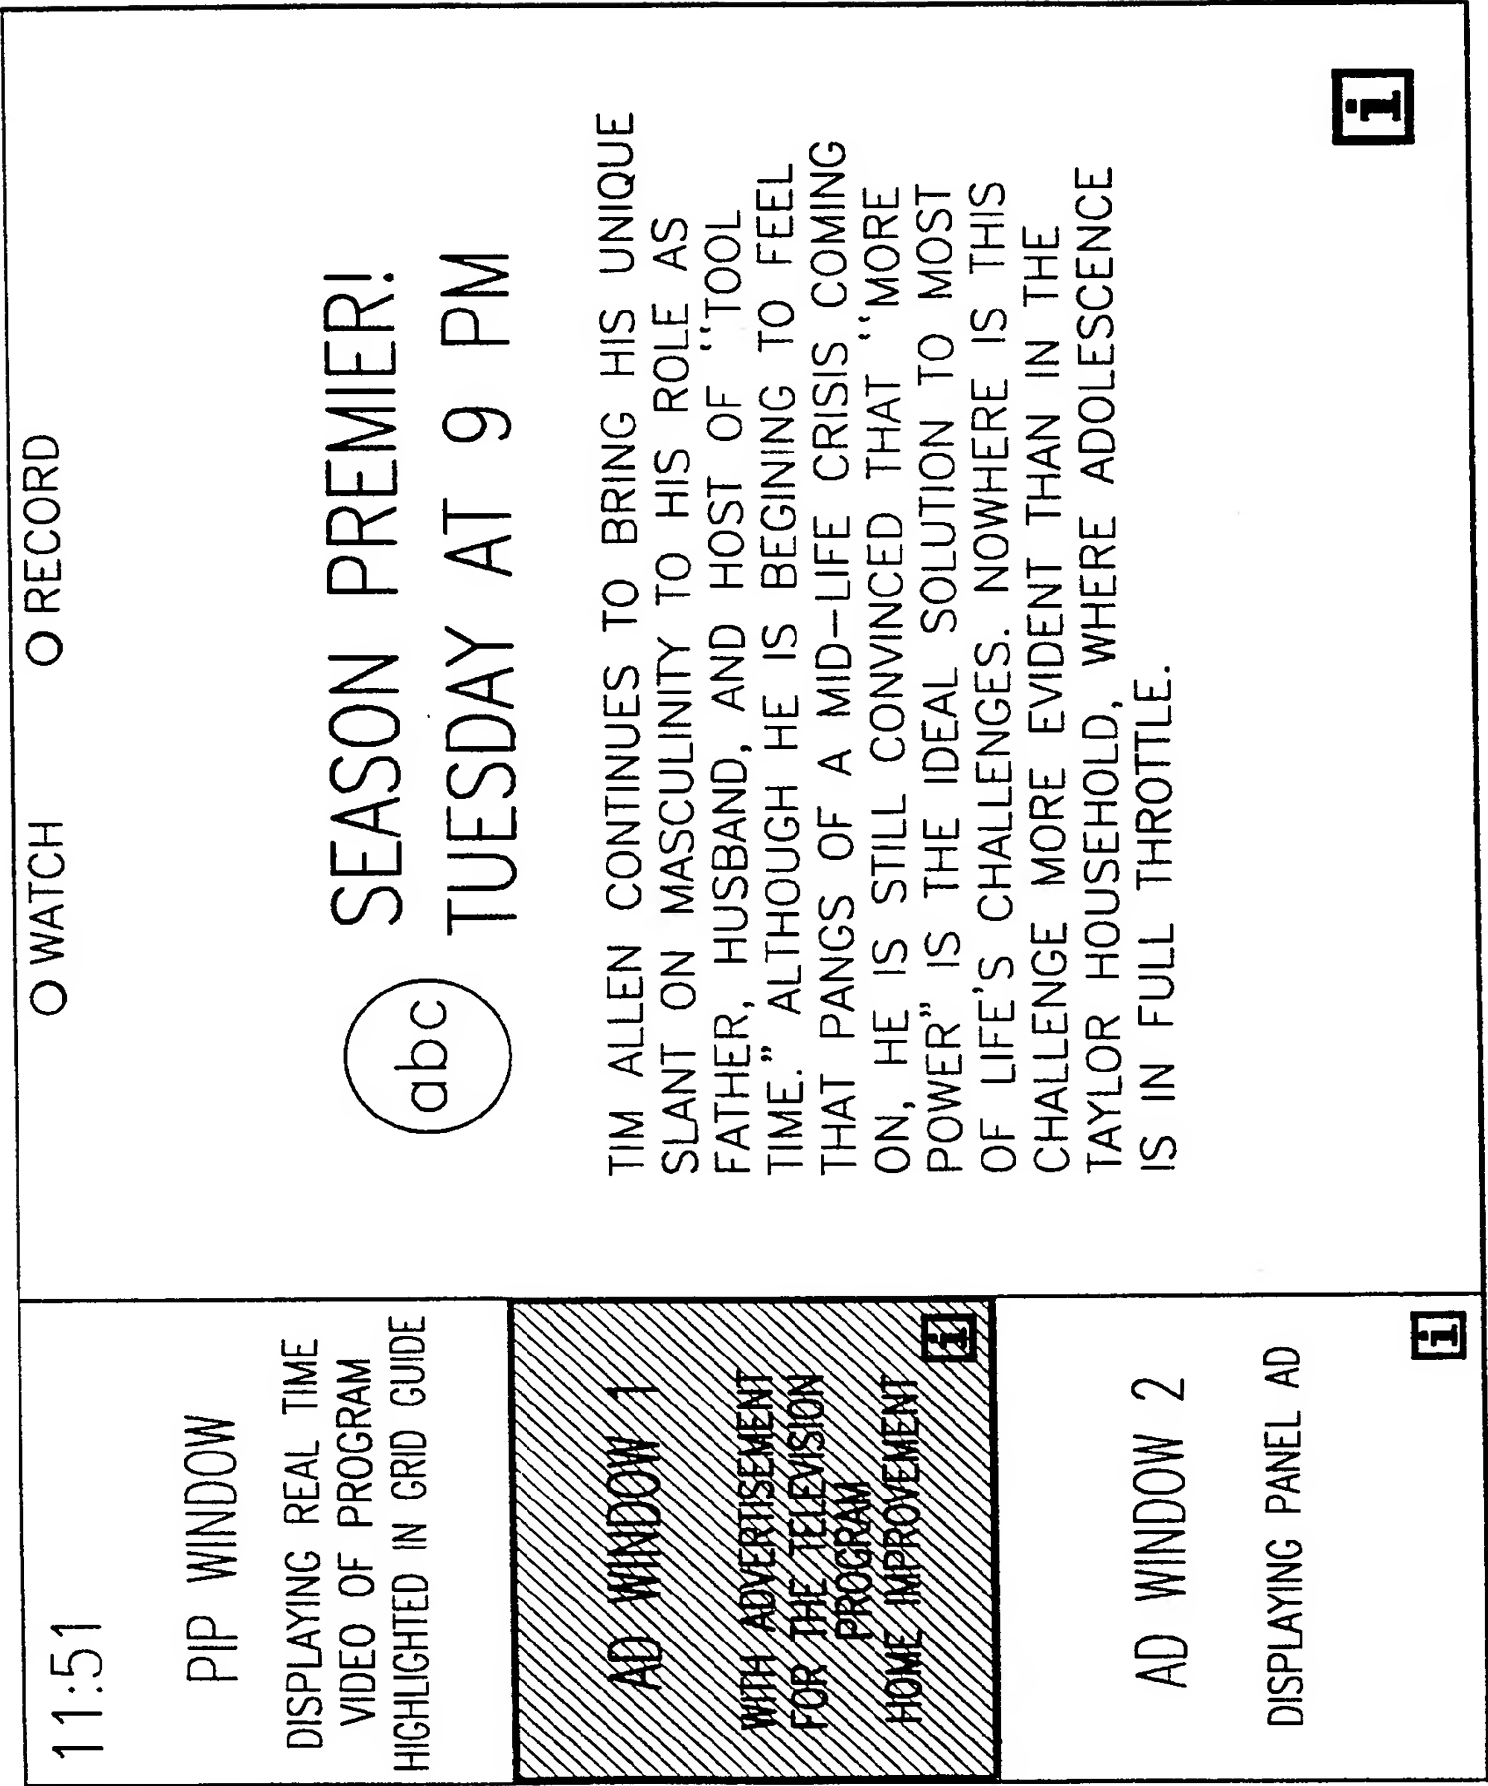 11:51
PIP WINDOW
DISPLAYING REAL TIME
VIDEO OF PROGRAM
HIGHLIGHTED IN GRID GUIDE
AD WINDOW 1
WITH ADVERTISEMENT
FOR THE TELEVISION
PROGRAM
HOME IMPROVEMENT
i
AD WINDOW 2
DISPLAYING PANEL AD
i
O WATCH
O RECORD
abc
SEASON PREMIER!
TUESDAY AT 9 PM
TIM ALLEN CONTINUES TO BRING HIS UNIQUE
SLANT ON MASCULINITY TO HIS ROLE AS
FATHER, HUSBAND, AND HOST OF "TOOL
TIME." ALTHOUGH HE IS BEGINING TO FEEL
THAT PANGS OF A MID-LIFE CRISIS COMING
ON, HE IS STILL CONVINCED THAT "MORE
POWER" IS THE IDEAL SOLUTION TO MOST
OF LIFE'S CHALLENGES. NOWHERE IS THIS
CHALLENGE MORE EVIDENT THAN IN THE
TAYLOR HOUSEHOLD, WHERE ADOLESCENCE
IS IN FULL THROTTLE.
i